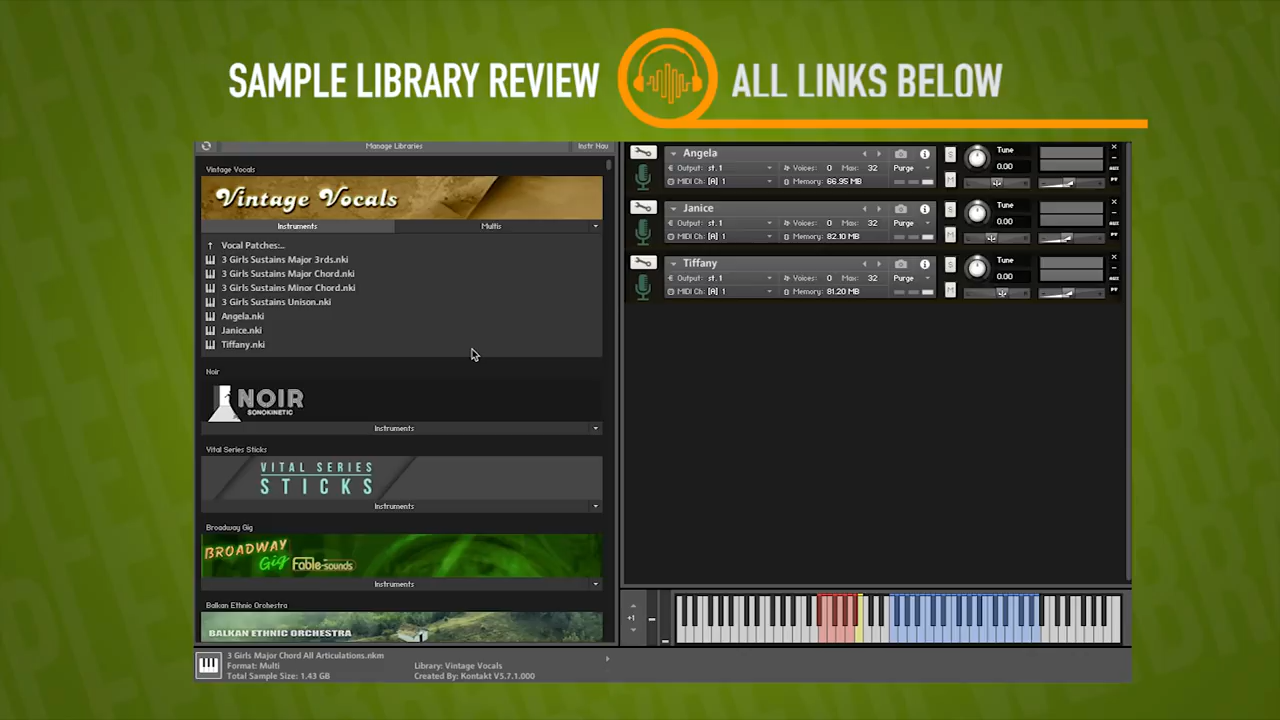 SAMPLE LIBRARY REVIEW
ALL LINKS BELOW
Manage Libraries
Instr Nav
Vintage Vocals
Vintage Vocals
Instruments
Multis
Vocal Patches:..
3 Girls Sustains Major 3rds.nki
3 Girls Sustains Major Chord.nki
3 Girls Sustains Minor Chord.nki
3 Girls Sustains Unison.nki
Angela.nki
Janice.nki
Tiffany.nki
Noir
NOIR
SONOKINETIC
Instruments
Vital Series Sticks
VITAL SERIES
STICKS
Instruments
Broadway Gig
BROADWAY
Gig Fable-sounds
Instruments
Balkan Ethnic Orchestra
BALKAN ETHNIC ORCHESTRA
3 Girls Major Chord All Articulations.nkm
Format: Multi
Library: Vintage Vocals
Total Sample Size: 1.43 GB
Created By: Kontakt V5.7.1.000
Angela
S
Tune
Output: st.1
Voices: 0 Max: 32
Purge
0.00
MIDI Ch: [A] 1
Memory: 66.95 MB
M
AUX
PV
Janice
S
Tune
Output: st.1
Voices: 0 Max: 32
Purge
0.00
MIDI Ch: [A] 1
Memory: 82.10 MB
M
AUX
PV
Tiffany
S
Tune
Output: st.1
Voices: 0 Max: 32
Purge
0.00
MIDI Ch: [A] 1
Memory: 81.20 MB
M
AUX
PV
+1